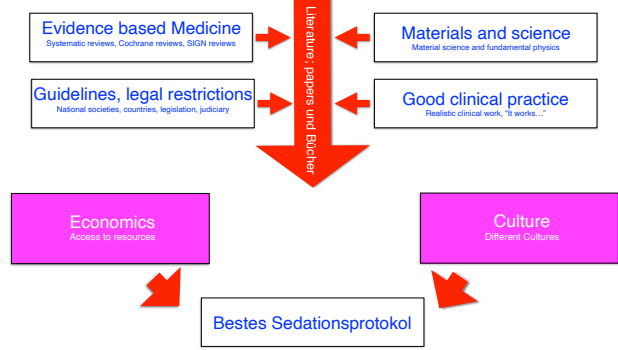 Evidence based Medicine
Systematic reviews, Cochrane reviews, SIGN reviews
Materials and science
Material science and fundamental physics
Literature ; papers und Bücher
Guidelines, legal restrictions
National societies, countries, legislation, judiciary
Good clinical practice
Realistic clinical work, “It works…”
Economics
Access to resources
Culture
Different Cultures
Bestes Sedationsprotokol